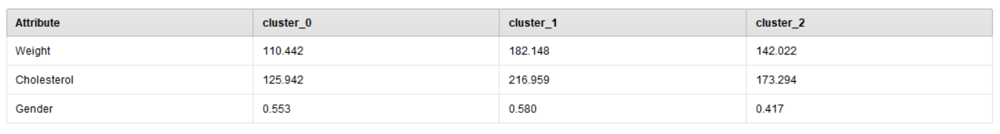 Attribute cluster_0 cluster_1 cluster_2
Weight 110.442 182.148 142.022
Cholesterol 125.942 216.959 173.294
Gender 0.553 0.580 0.417